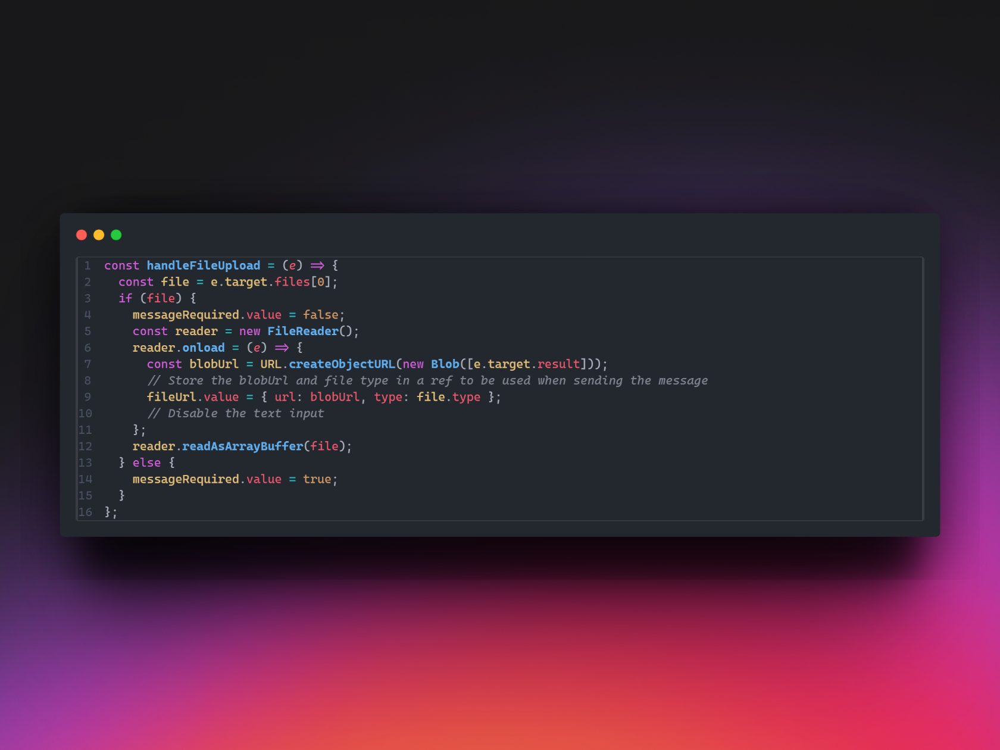 1 const handleFileUpload = (e) => {
2   const file = e.target.files[0];
3   if (file) {
4     messageRequired.value = false;
5     const reader = new FileReader();
6     reader.onload = (e) => {
7       const blobUrl = URL.createObjectURL(new Blob([e.target.result]));
8       // Store the blobUrl and file type in a ref to be used when sending the message
9       fileUrl.value = { url: blobUrl, type: file.type };
10       // Disable the text input
11     };
12     reader.readAsArrayBuffer(file);
13   } else {
14     messageRequired.value = true;
15   }
16 };